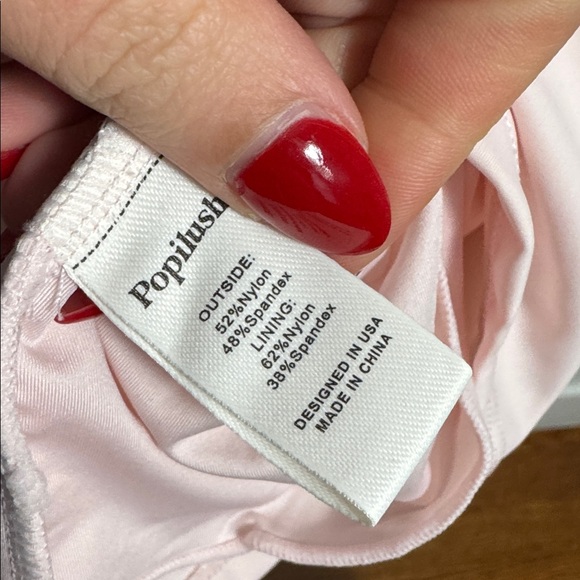 Popilush
OUTSIDE:
52%Nylon
48%Spandex
LINING:
62%Nylon
38%Spandex
DESIGNED IN USA
MADE IN CHINA